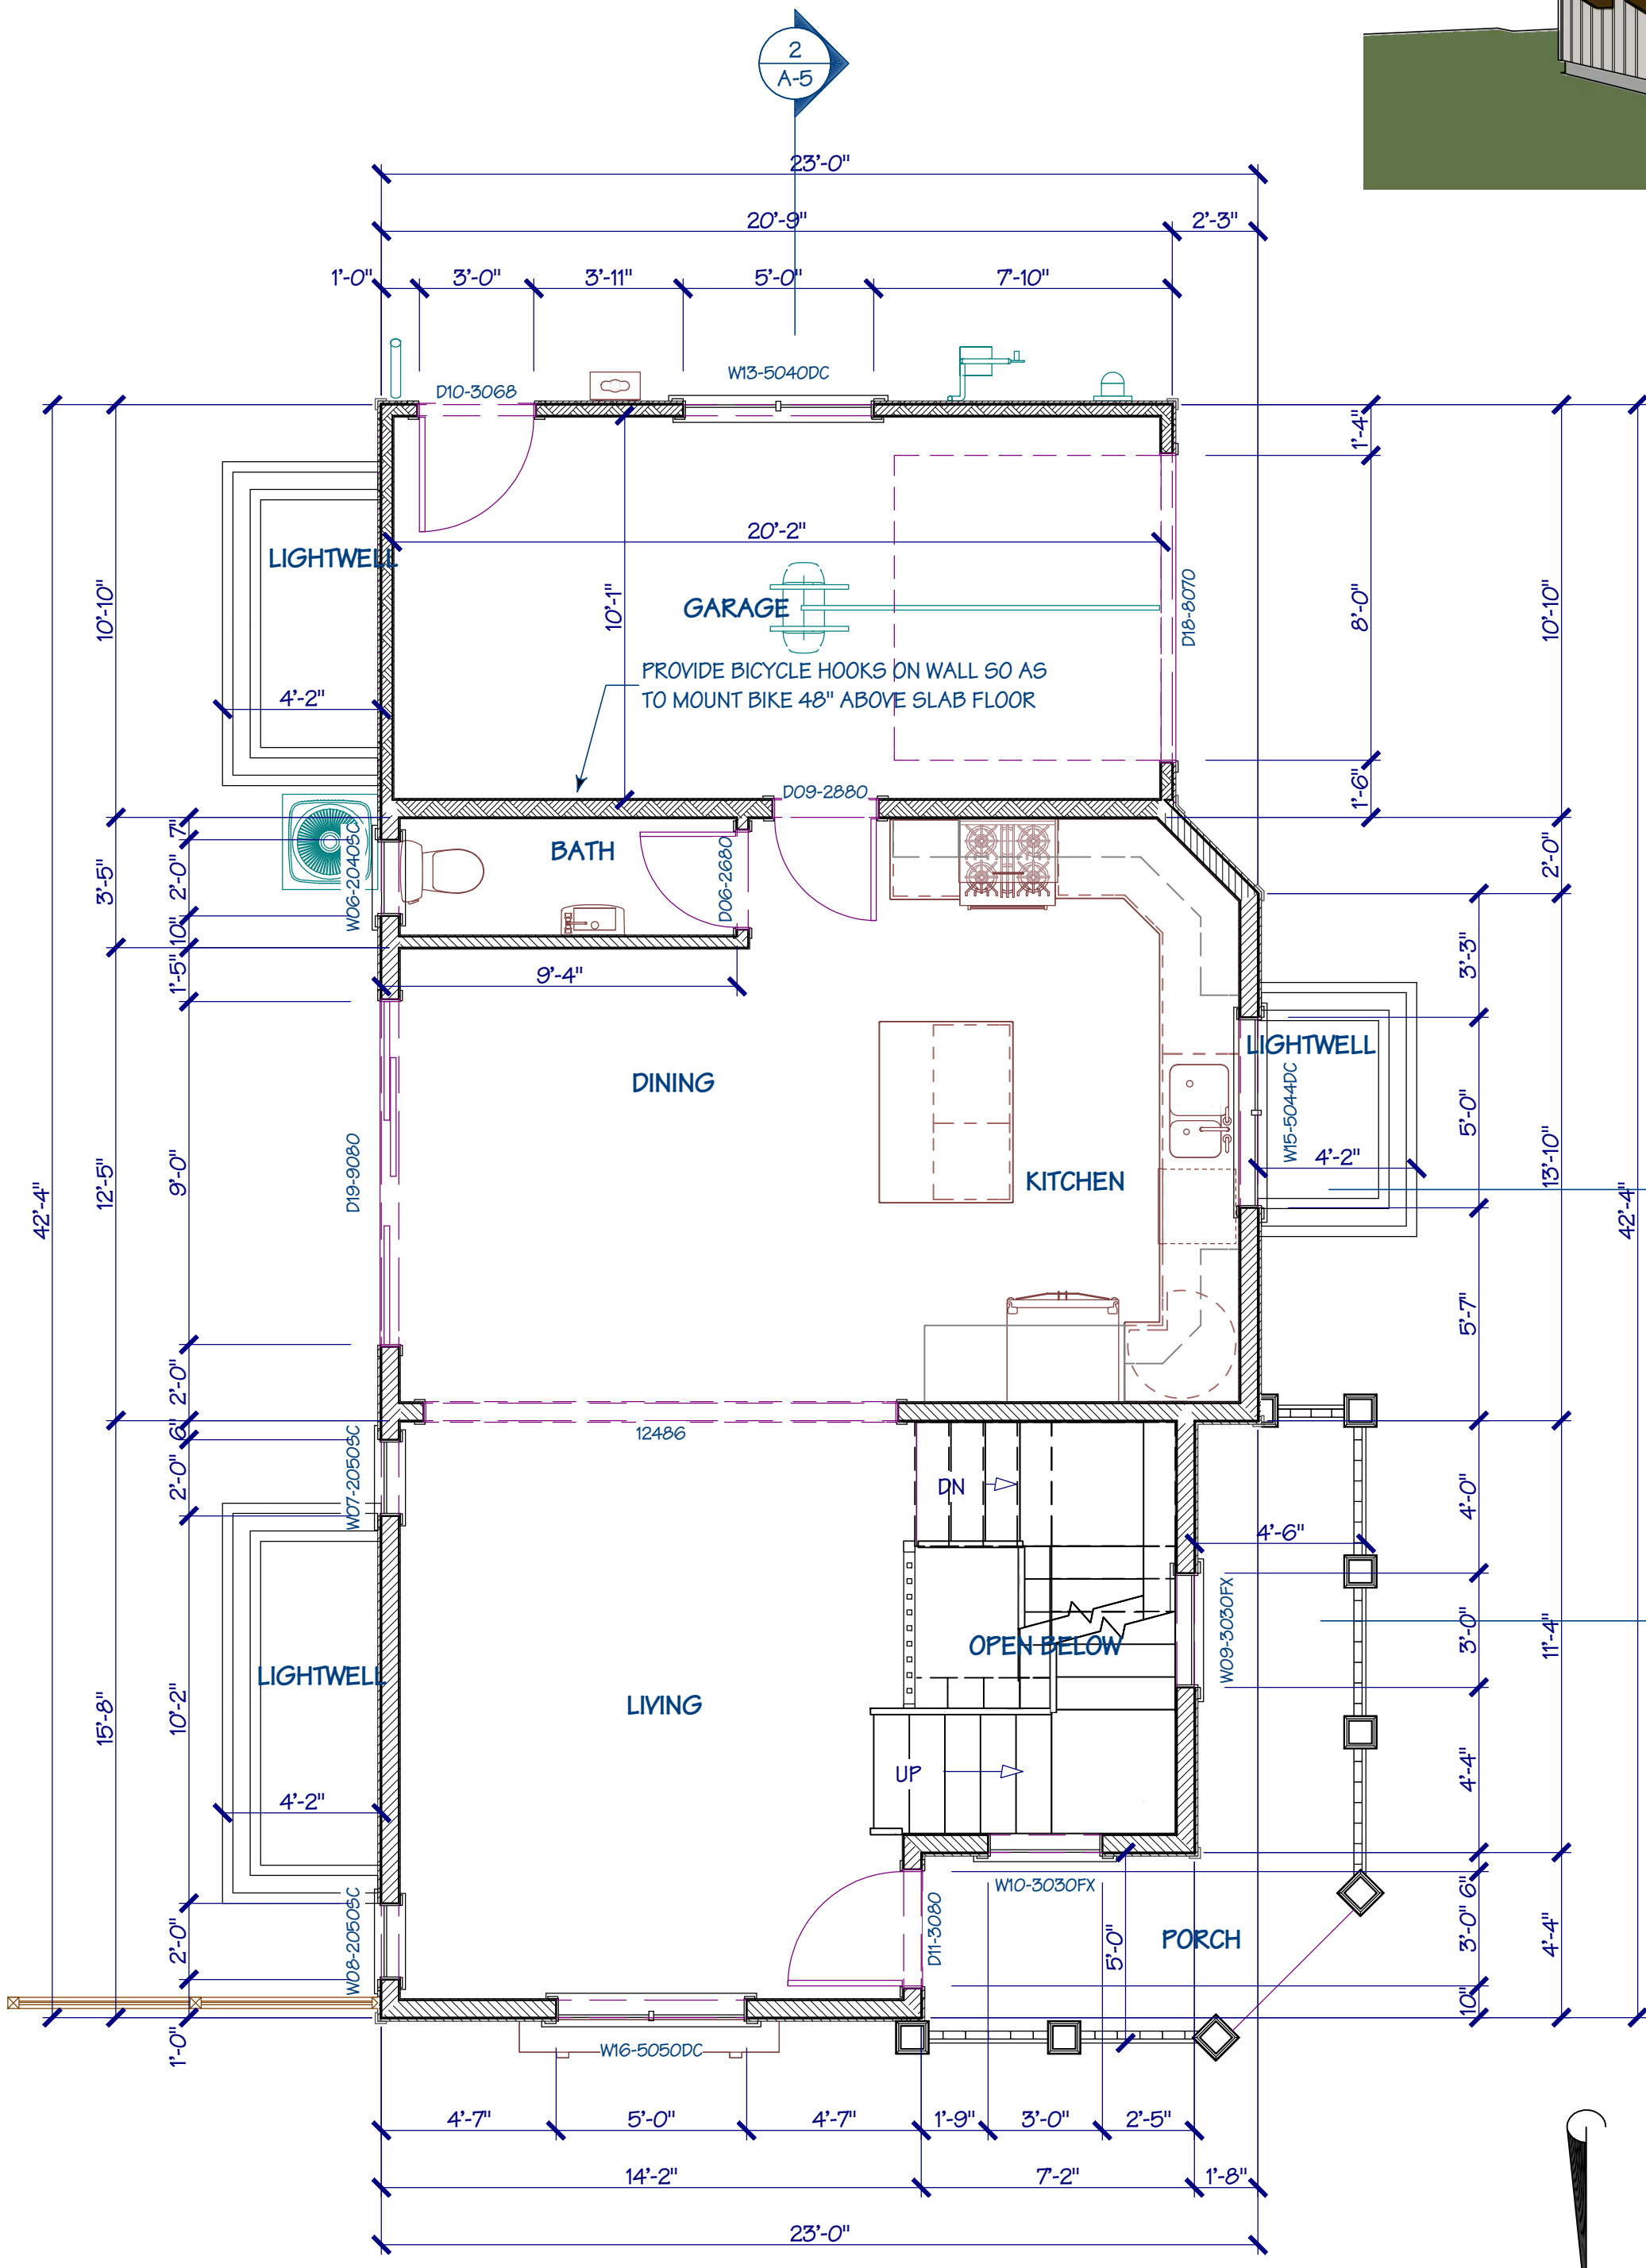 2
A-5
23'-0"
20'-9"
2'-3"
1'-0"
3'-0"
3'-11"
5'-0"
7'-10"
D10-3068
W13-5040DC
LIGHTWELL
20'-2"
GARAGE
10'-1"
D18-8070
PROVIDE BICYCLE HOOKS ON WALL SO AS
TO MOUNT BIKE 48" ABOVE SLAB FLOOR
4'-2"
1'-4"
8'-0"
1'-6"
10'-10"
10'-10"
D09-2880
BATH
D06-2680
W06-2040SC
7"
2'-0"
10"
1'-5"
3'-5"
2'-0"
9'-4"
3'-3"
DINING
LIGHTWELL
W15-5044DC
5'-0"
4'-2"
13'-10"
KITCHEN
D19-9080
9'-0"
12'-5"
42'-4"
42'-4"
5'-7"
2'-0"
6"
2'-0"
W07-2050SC
12486
DN
4'-0"
4'-6"
W09-3030FX
3'-0"
11'-4"
OPEN BELOW
LIGHTWELL
LIVING
10'-2"
15'-8"
4'-4"
UP
4'-2"
W10-3030FX
6"
3'-0"
10"
4'-4"
D11-3080
5'-0"
PORCH
W08-2050SC
2'-0"
1'-0"
W16-5050DC
4'-7"
5'-0"
4'-7"
1'-9"
3'-0"
2'-5"
14'-2"
7'-2"
1'-8"
23'-0"